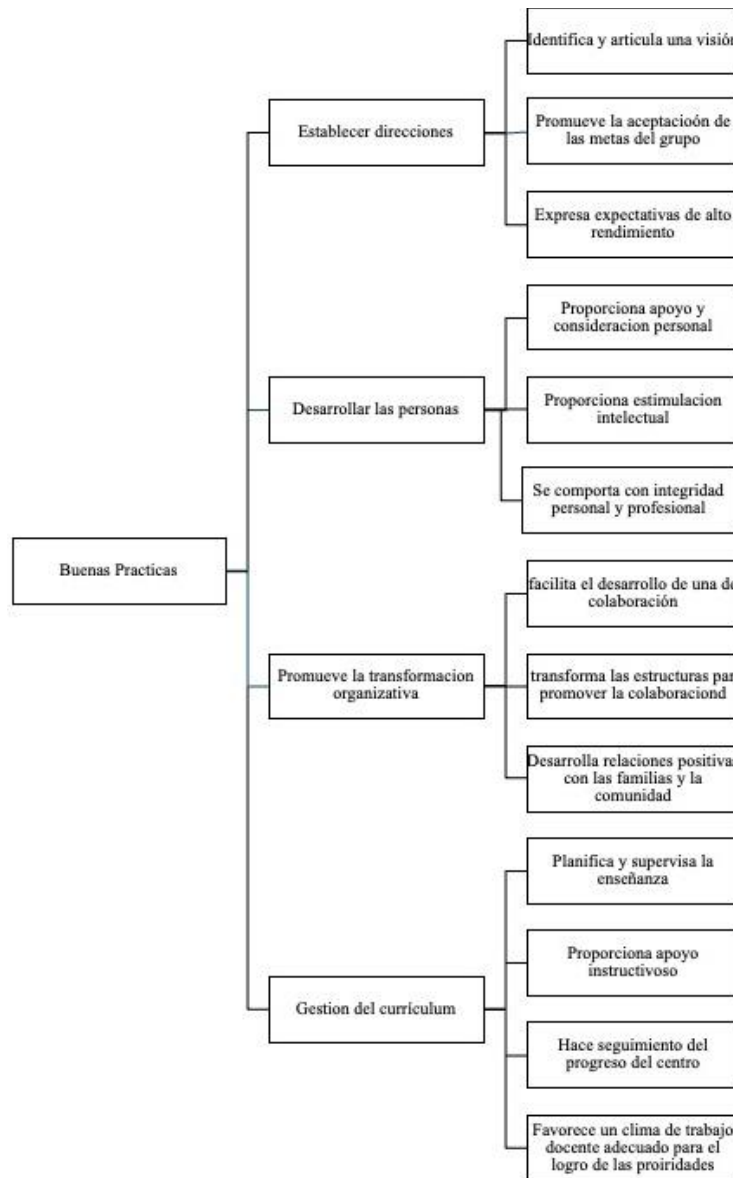 Identifica y articula una visión
Establecer direcciones
Promueve la aceptacioón de
las metas del grupo
Expresa expectativas de alto
rendimiento
Proporciona apoyo y
consideracion personal
Desarrollar las personas
Proporciona estimulacion
intelectual
Se comporta con integridad
personal y profesional
Buenas Practicas
facilita el desarrollo de una de
colaboración
Promueve la transformacion
organizativa
transforma las estructuras par
promover la colaboraciond
Desarrolla relaciones positiva
con las familias y la
comunidad
Planifica y supervisa la
enseñanza
Proporciona apoyo
instructivoso
Gestion del currículum
Hace seguimiento del
progreso del centro
Favorece un clima de trabajo
docente adecuado para el
logro de las proiridades